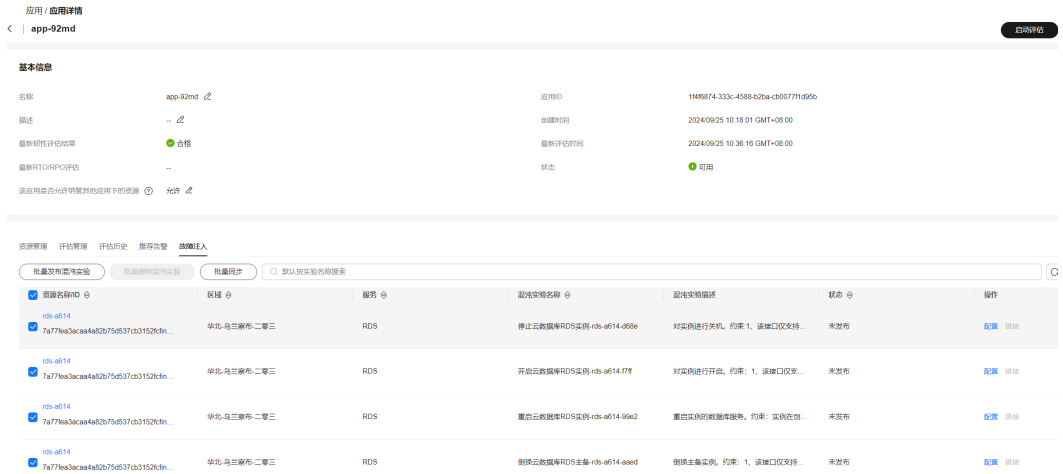 应用 / 应用详情
app-92md
启动评估
基本信息
名称 app-92md 应用ID 1f4f6874-333c-4588-b2ba-cb0077f1d95b
描述 -- 创建时间 2024/09/25 10:18:01 GMT+08:00
最新韧性评估结果 合格 最新评估时间 2024/09/25 10:36:16 GMT+08:00
最新RTO/RPO评估 -- 状态 可用
该应用是否允许纳管其他应用下的资源 允许
资源管理 评估管理 评估历史 推荐告警 故障注入
批量发布混沌实验 批量删除混沌实验 批量同步 默认按实验名称搜索
资源名称/ID 区域 服务 混沌实验名称 混沌实验描述 状态 操作
rds-a614
7a77fea3acaa4a82b75d537cb3152fcfin... 华北-乌兰察布-二零三 RDS 停止云数据库RDS实例-rds-a614-d68e 对实例进行关机。约束:1、该接口仅支持... 未发布 配置 链接
rds-a614
7a77fea3acaa4a82b75d537cb3152fcfin... 华北-乌兰察布-二零三 RDS 开启云数据库RDS实例-rds-a614-f7ff 对实例进行开启。约束:1、该接口仅支... 未发布 配置 链接
rds-a614
7a77fea3acaa4a82b75d537cb3152fcfin... 华北-乌兰察布-二零三 RDS 重启云数据库RDS实例-rds-a614-99e2 重启实例的数据库服务。约束:实例在创... 未发布 配置 链接
rds-a614
7a77fea3acaa4a82b75d537cb3152fcfin... 华北-乌兰察布-二零三 RDS 倒换云数据库RDS主备-rds-a614-aaed 倒换主备实例。约束:1、该接口仅支持... 未发布 配置 链接